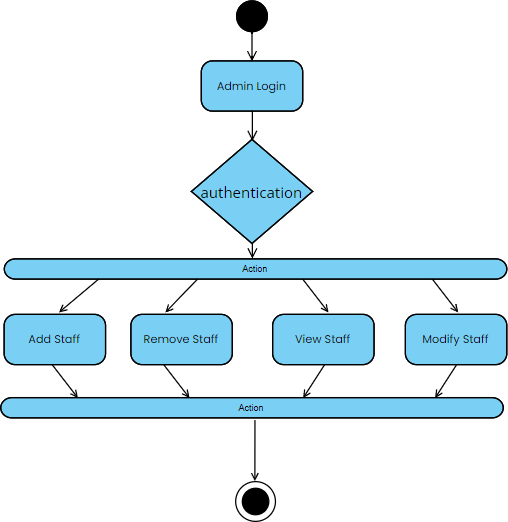 Admin Login
authentication
Action
Add Staff
Remove Staff
View Staff
Modify Staff
Action